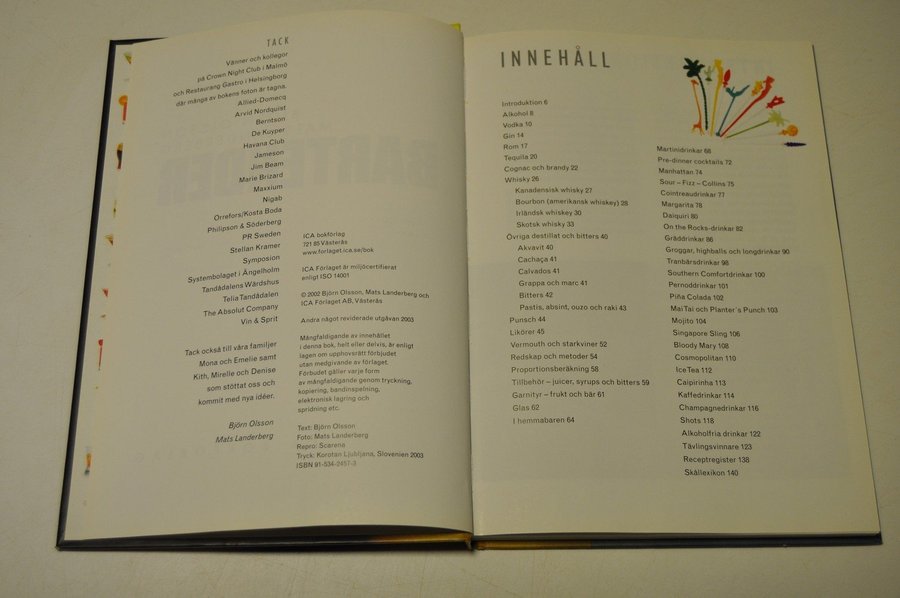 TACK
Vänner och kollegor
på Crown Night Club i Malmö
och Restaurang Gastro i Helsingborg
där många av bokens foton är tagna.
Allied-Domecq
Arvid Nordquist
Berntson
De Kuyper
Havana Club
Jameson
Jim Beam
Marie Brizard
Maxxium
Nigab
Orrefors/Kosta Boda
Philipson & Söderberg
PR Sweden
Stellan Kramer
Symposion
Systembolaget i Ängelholm
Tandådalens Wärdshus
Telia Tandådalen
The Absolut Company
Vin & Sprit
Tack också till våra familjer
Mona och Emelie samt
Kith, Mirelle och Denise
som stöttat oss och
kommit med nya idéer.
Björn Olsson
Mats Landerberg
ICA bokförlag
721 85 Västerås
www.forlaget.ica.se/bok
ICA Förlaget är miljöcertifierat
enligt ISO 14001
© 2002 Björn Olsson, Mats Landerberg och
ICA Förlaget AB, Västerås
Andra något reviderade utgåvan 2003
Mångfaldigande av innehållet
i denna bok, helt eller delvis, är enligt
lagen om upphovsrätt förbjudet
utan medgivande av förlaget.
Förbudet gäller varje form
av mångfaldigande genom tryckning,
kopiering, bandinspelning,
elektronisk lagring och
spridning etc.
Text: Björn Olsson
Foto: Mats Landerberg
Repro: Scarena
Tryck: Korotan Ljubljana, Slovenien 2003
ISBN 91-534-2457-3
INNEHÅLL
Introduktion 6
Alkohol 8
Vodka 10
Gin 14
Rom 17
Tequila 20
Cognac och brandy 22
Whisky 26
Kanadensisk whisky 27
Bourbon (amerikansk whiskey) 28
Irländsk whiskey 30
Skotsk whisky 33
Övriga destillat och bitters 40
Akvavit 40
Cachaça 41
Calvados 41
Grappa och marc 41
Bitters 42
Pastis, absint, ouzo och raki 43
Punsch 44
Likörer 45
Vermouth och starkviner 52
Redskap och metoder 54
Proportionsberäkning 58
Tillbehör – juicer, syrups och bitters 59
Garnityr – frukt och bär 61
Glas 62
I hemmabaren 64
Martinidrinkar 68
Pre-dinner cocktails 72
Manhattan 74
Sour – Fizz – Collins 75
Cointreaudrinkar 77
Margarita 78
Daiquiri 80
On the Rocks-drinkar 82
Gräddrinkar 86
Groggar, highballs och longdrinkar 90
Tranbärsdrinkar 98
Southern Comfortdrinkar 100
Pernoddrinkar 101
Piña Colada 102
Mai Tai och Planter's Punch 103
Mojito 104
Singapore Sling 106
Bloody Mary 108
Cosmopolitan 110
Ice Tea 112
Caipirinha 113
Kaffedrinkar 114
Champagnedrinkar 116
Shots 118
Alkoholfria drinkar 122
Tävlingsvinnare 123
Receptregister 138
Skållexikon 140